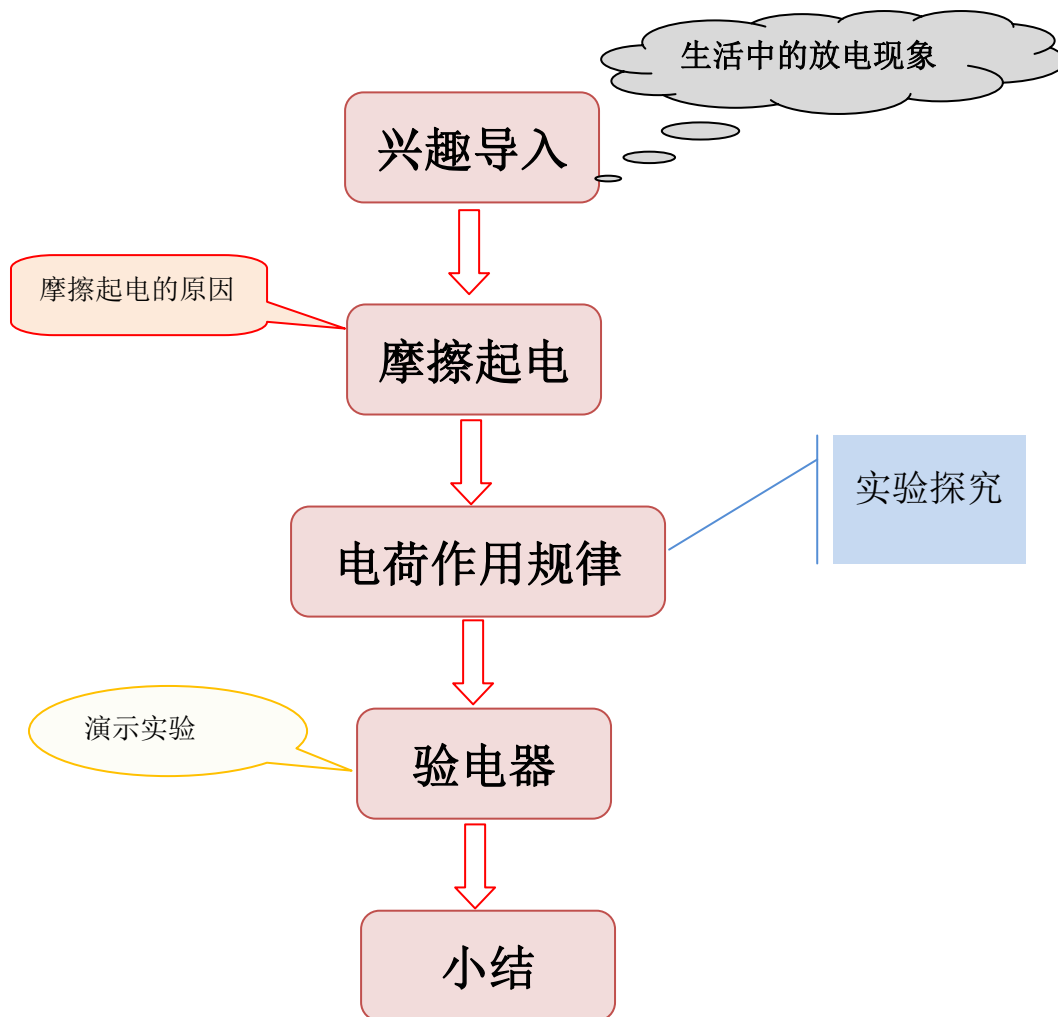 生活中的放电现象
兴趣导入
摩擦起电的原因
摩擦起电
实验探究
电荷作用规律
演示实验
验电器
小结